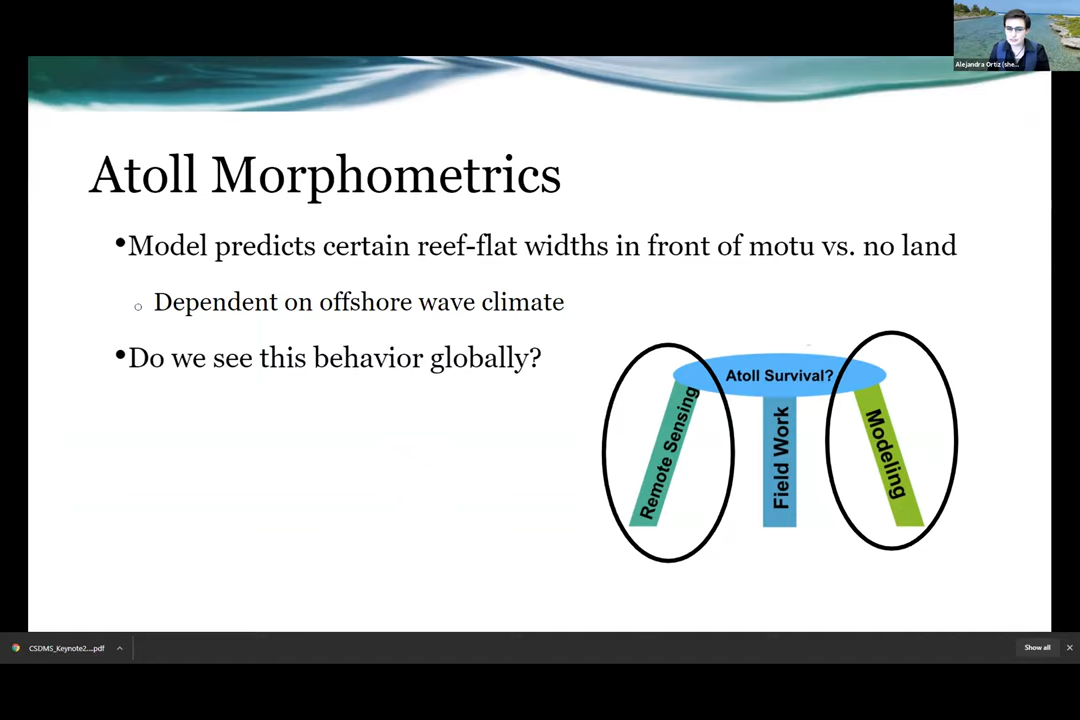 Alejandra Ortiz (she...
Atoll Morphometrics
•Model predicts certain reef-flat widths in front of motu vs. no land
○ Dependent on offshore wave climate
•Do we see this behavior globally?
Atoll Survival?
Remote Sensing
Field Work
Modeling
CSDMS_Keynote2....pdf
Show all